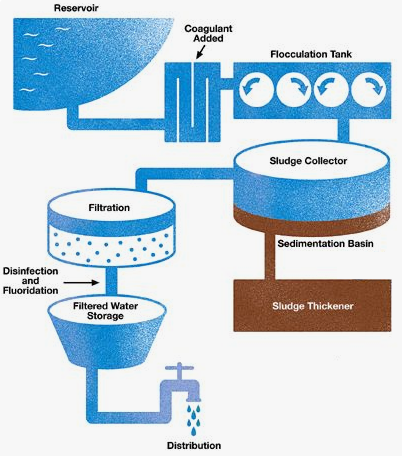 Reservoir
Coagulant
Added
Flocculation Tank
Sludge Collector
Filtration
Sedimentation Basin
Disinfection
and
Fluoridation
Filtered Water
Storage
Sludge Thickener
Distribution